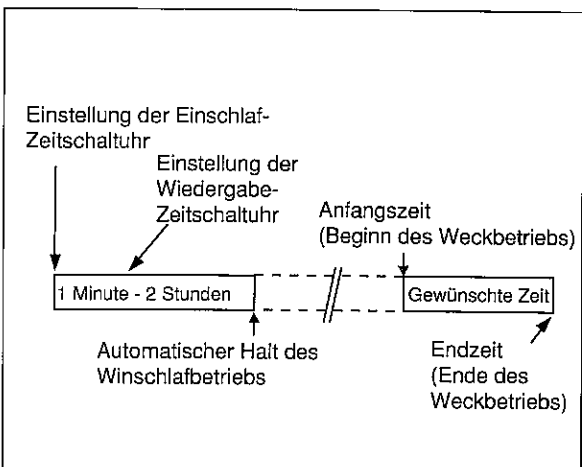 Einstellung der Einschlaf-
Zeitschaltuhr
Einstellung der
Wiedergabe-
Zeitschaltuhr
Anfangszeit
(Beginn des Weckbetriebs)
1 Minute - 2 Stunden
Gewünschte Zeit
Automatischer Halt des
Winschlafbetriebs
Endzeit
(Ende des
Weckbetriebs)